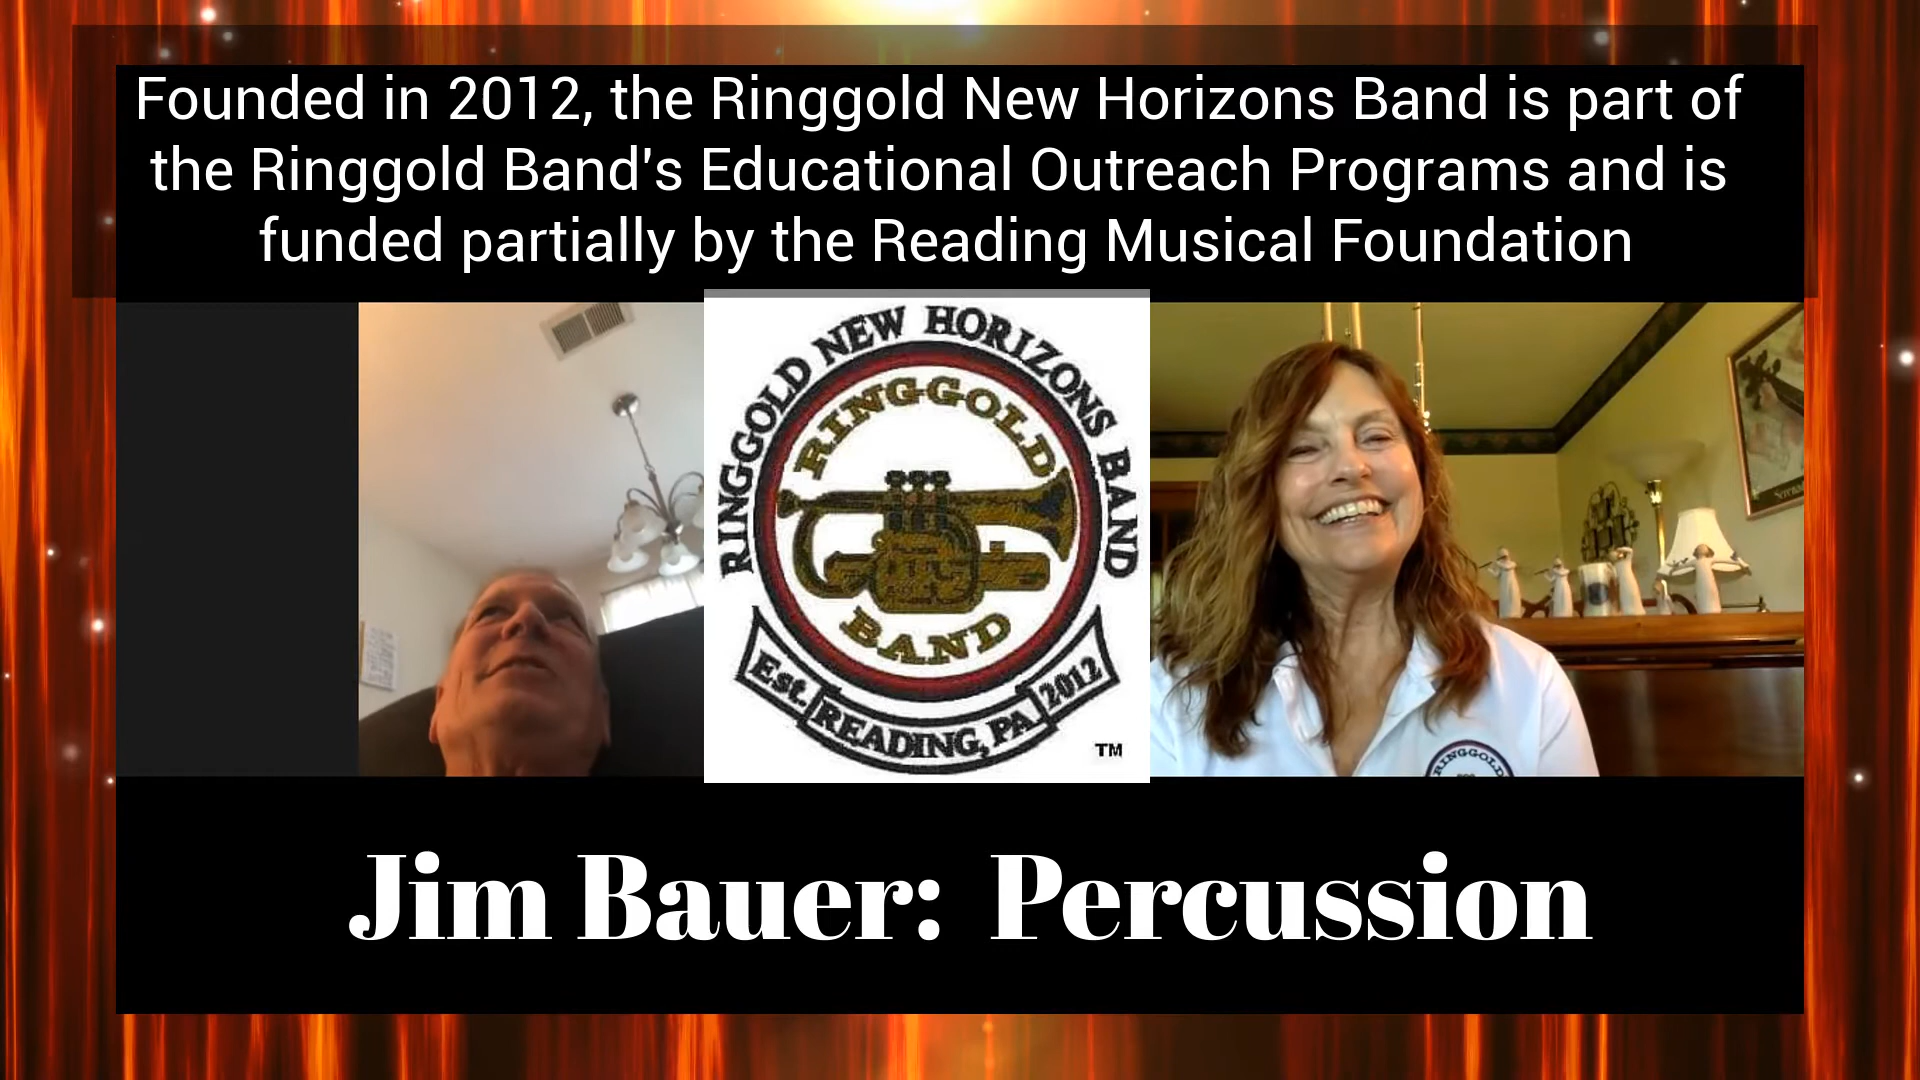 Founded in 2012, the Ringgold New Horizons Band is part of
the Ringgold Band's Educational Outreach Programs and is
funded partially by the Reading Musical Foundation
RINGGOLD NEW HORIZONS BAND
RINGGOLD
BAND
Est. READING, PA 2012
TM
RINGGOLD
Jim Bauer: Percussion